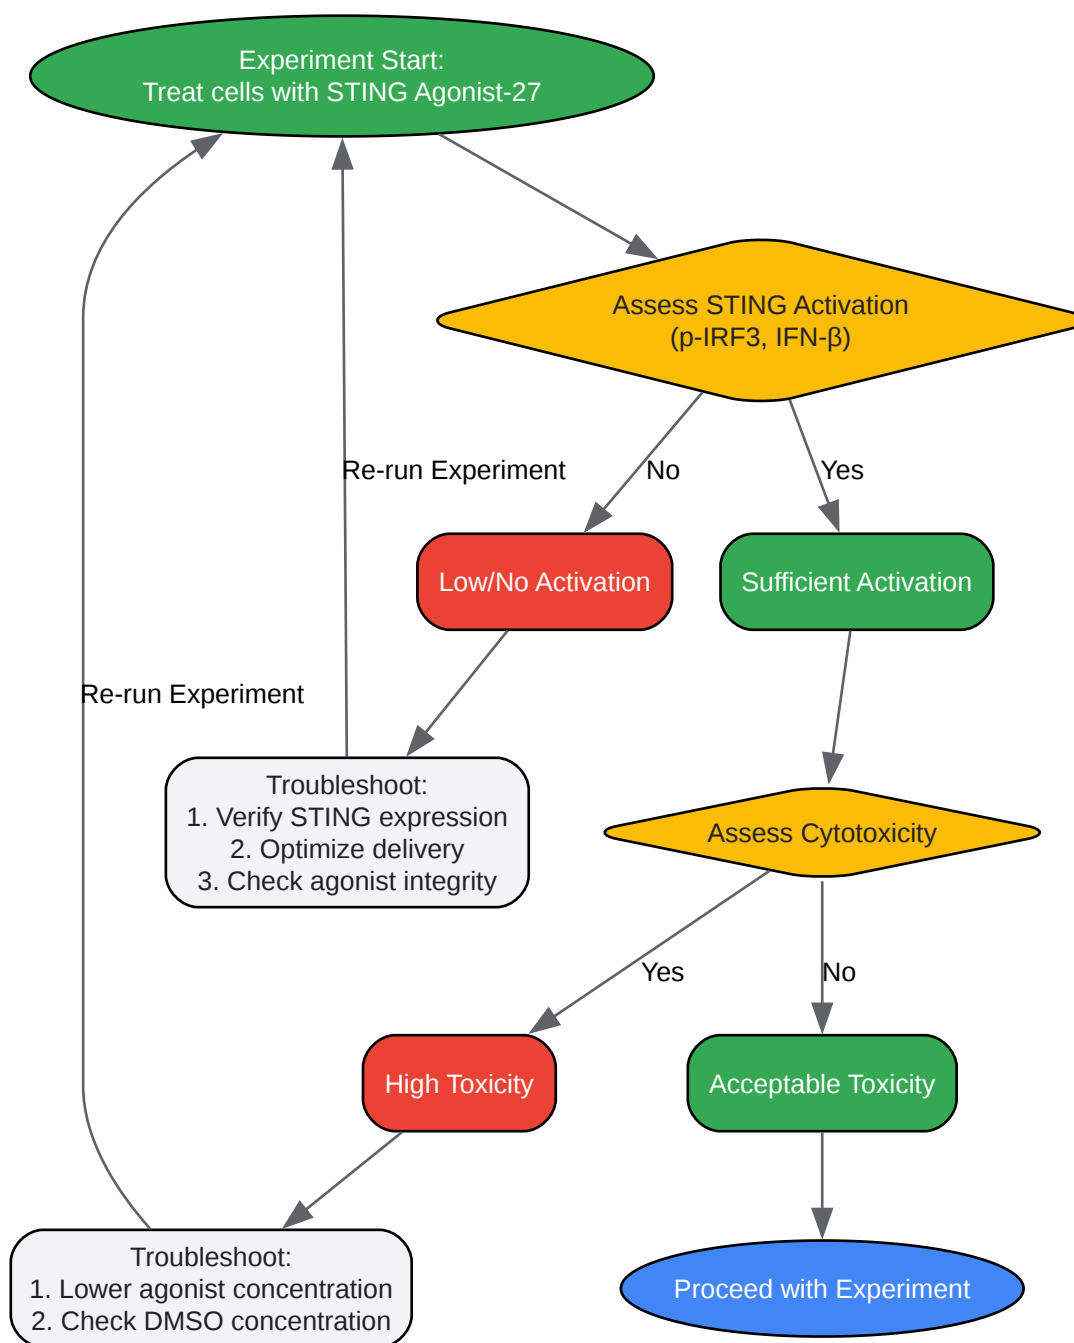 Experiment Start:
Treat cells with STING Agonist-27
Assess STING Activation
(p-IRF3, IFN-β)
Re-run Experiment
No
Yes
Low/No Activation
Sufficient Activation
Re-run Experiment
Troubleshoot:
1. Verify STING expression
2. Optimize delivery
3. Check agonist integrity
Assess Cytotoxicity
Yes
No
High Toxicity
Acceptable Toxicity
Troubleshoot:
1. Lower agonist concentration
2. Check DMSO concentration
Proceed with Experiment